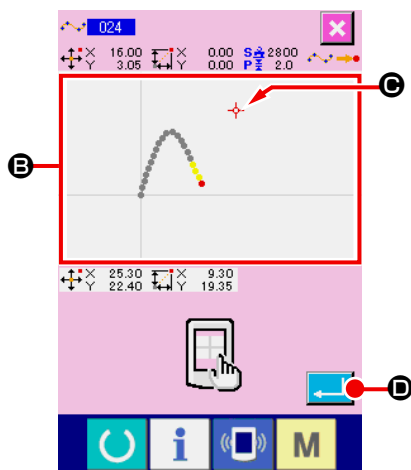 024
X 16.00 X 0.00 S 2800
Y 3.05 Y 0.00 P 2.0
C
B
X 25.30 X 9.30
Y 22.40 Y 19.35
D
i
M